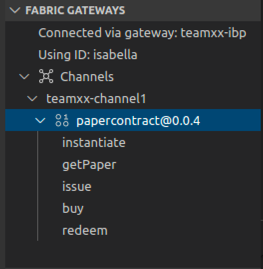 FABRIC GATEWAYS
Connected via gateway: teamxx-ibp
Using ID: isabella
Channels
teamxx-channel1
papercontract@0.0.4
instantiate
getPaper
issue
buy
redeem